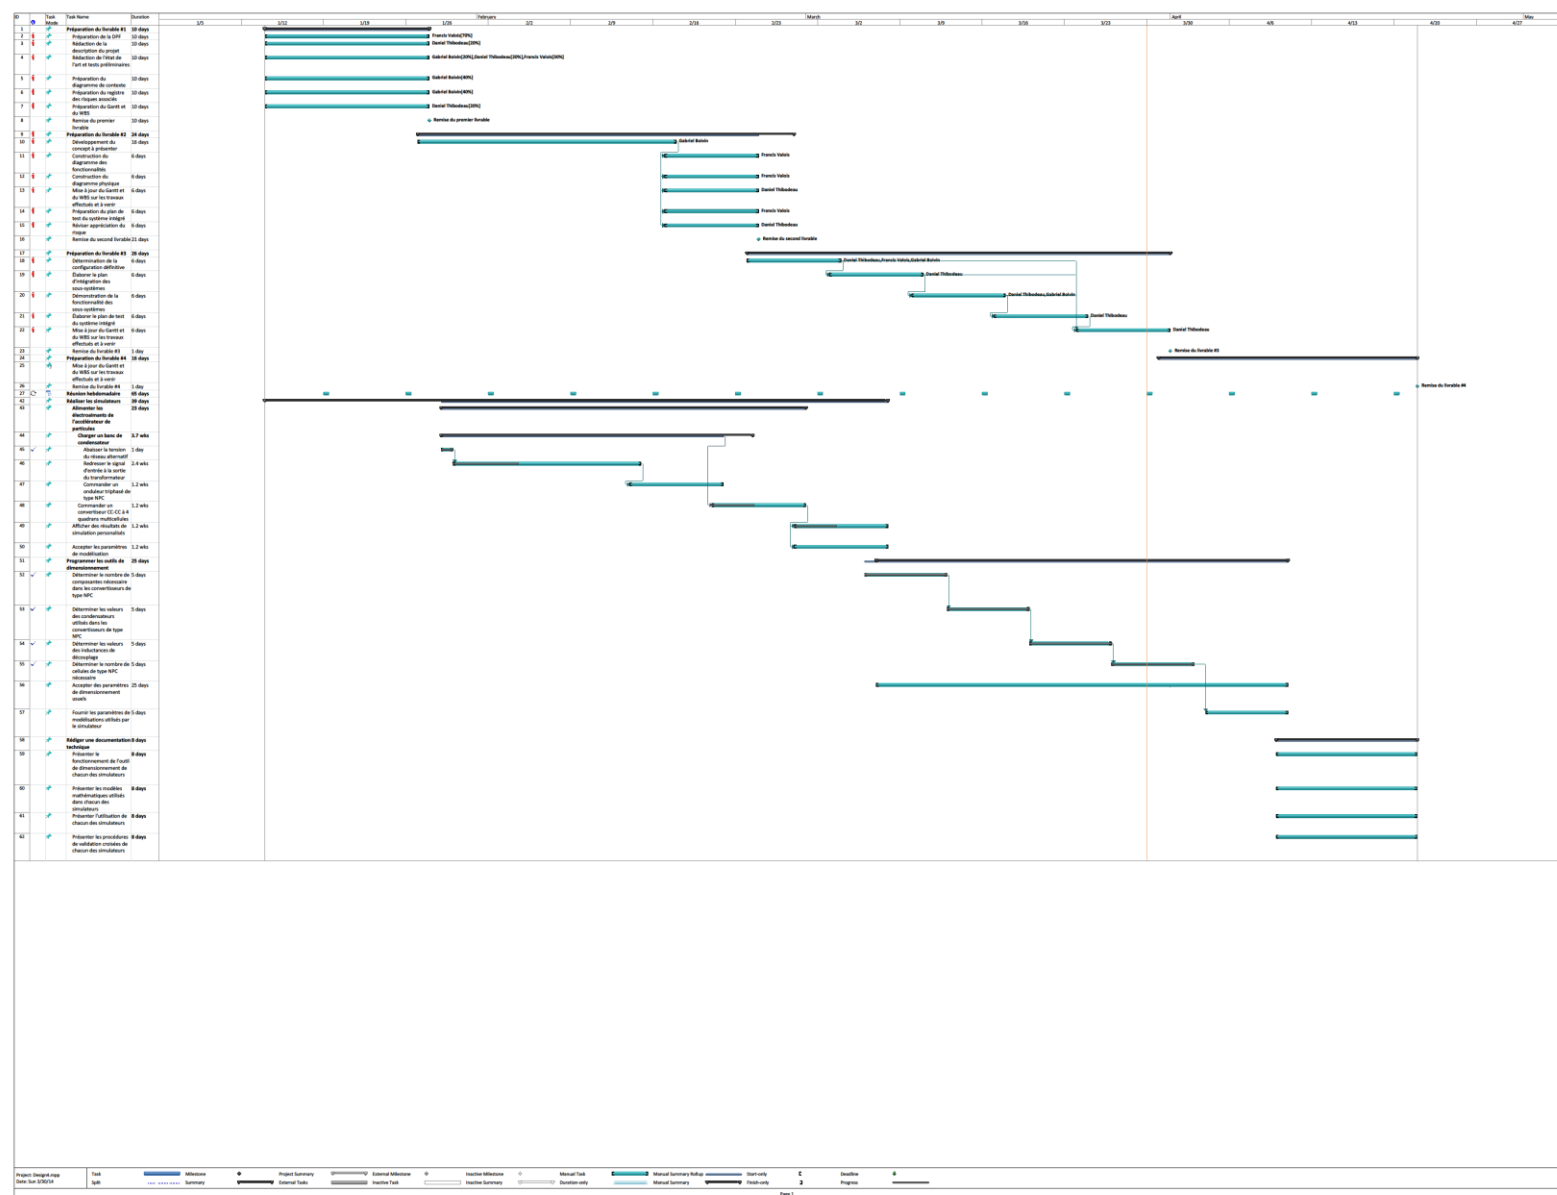 ID
Task Mode
Task Name
Duration
February
March
April
May
1/5
1/12
1/19
1/26
2/2
2/9
2/16
2/23
3/2
3/9
3/16
3/23
3/30
4/6
4/13
4/20
4/27
1 Préparation du livrable #1 10 days
2 Préparation de la DPF 10 days Francis Valois[70%]
3 Rédaction de la description du projet 10 days Daniel Thibodeau[20%]
4 Rédaction de l'état de l'art et tests préliminaires 10 days
5 Préparation du diagramme de contexte 10 days Gabriel Boivin[40%]
6 Préparation du registre des risques associés 10 days Gabriel Boivin[40%]
7 Préparation du Gantt et du WBS 10 days
8 Remise du premier livrable 10 days Remise du premier livrable
9 Préparation du livrable #2 24 days
10 Développement du concept à présenter 16 days Gabriel Boivin
11 Construction du diagramme des fonctionnalités 6 days Francis Valois
12 Construction du diagramme physique 6 days Francis Valois
13 Mise à jour du Gantt et du WBS sur les travaux effectués et à venir 6 days Daniel Thibodeau
14 Préparation du plan de test du système intégré 6 days Francis Valois
15 Réviser appréciation du risque 6 days Daniel Thibodeau
16 Remise du second livrable 21 days Remise du second livrable
17 Préparation du livrable #3 26 days
18 Détermination de la configuration définitive 6 days Daniel Thibodeau,Francis Valois,Gabriel Boivin
19 Élaborer le plan d'intégration des sous-systèmes 6 days Daniel Thibodeau
20 Démonstration de la fonctionnalité des sous-systèmes 6 days Daniel Thibodeau,Gabriel Boivin
21 Élaborer le plan de test du système intégré 6 days Daniel Thibodeau
22 Mise à jour du Gantt et du WBS sur les travaux effectués et à venir 6 days Daniel Thibodeau
23 Remise du livrable #3 1 day Remise du livrable #3
24 Préparation du livrable #4 16 days
25 Mise à jour du Gantt et du WBS sur les travaux effectués et à venir
26 Remise du livrable #4 1 day Remise du livrable #4
27 Réunion hebdomadaire 65 days
42 Réaliser les simulateurs 39 days
43 Alimenter les électroaimants de l'accélérateur de particules 23 days
44 Charger un banc de condensateur 3.7 wks
45 Abaisser la tension du réseau alternatif 1 day
46 Redresser le signal d'entrée à la sortie du transformateur 2.4 wks
47 Commander un onduleur triphasé de type NPC 1.2 wks
48 Commander un convertiseur CC-CC à 4 quadrans multicellules 1.2 wks
49 Afficher des résultats de simulation personalisés 1.2 wks
50 Accepter les paramètres de modélisation 1.2 wks
51 Programmer les outils de dimensionnement 25 days
52 Déterminer le nombre de composantes nécessaire dans les convertisseurs de type NPC 5 days
53 Déterminer les valeurs des condensateurs utilisés dans les convertisseurs de type NPC 5 days
54 Déterminer les valeurs des inductances de découplage 5 days
55 Déterminer le nombre de cellules de type NPC nécessaire 5 days
56 Accepter des paramètres de dimensionnement usuels 25 days
57 Fournir les paramètres de modélisations utilisés par le simulateur 5 days
58 Rédiger une documentation technique 8 days
59 Présenter le fonctionnement de l'outil de dimensionnement de chacun des simulateurs 8 days
60 Présenter les modèles mathématiques utilisés dans chacun des simulateurs 8 days
61 Présenter l'utilisation de chacun des simulateurs 8 days
62 Présenter les procédures de validation croisées de chacun des simulateurs 8 days
Project: Design4.mpp
Date: Sun 3/30/14
Task
Milestone
Project Summary
External Milestone
Inactive Milestone
Manual Task
Manual Summary Rollup
Start-only
Deadline
Split
Summary
External Tasks
Inactive Task
Inactive Summary
Duration-only
Manual Summary
Finish-only
Progress
Page 1